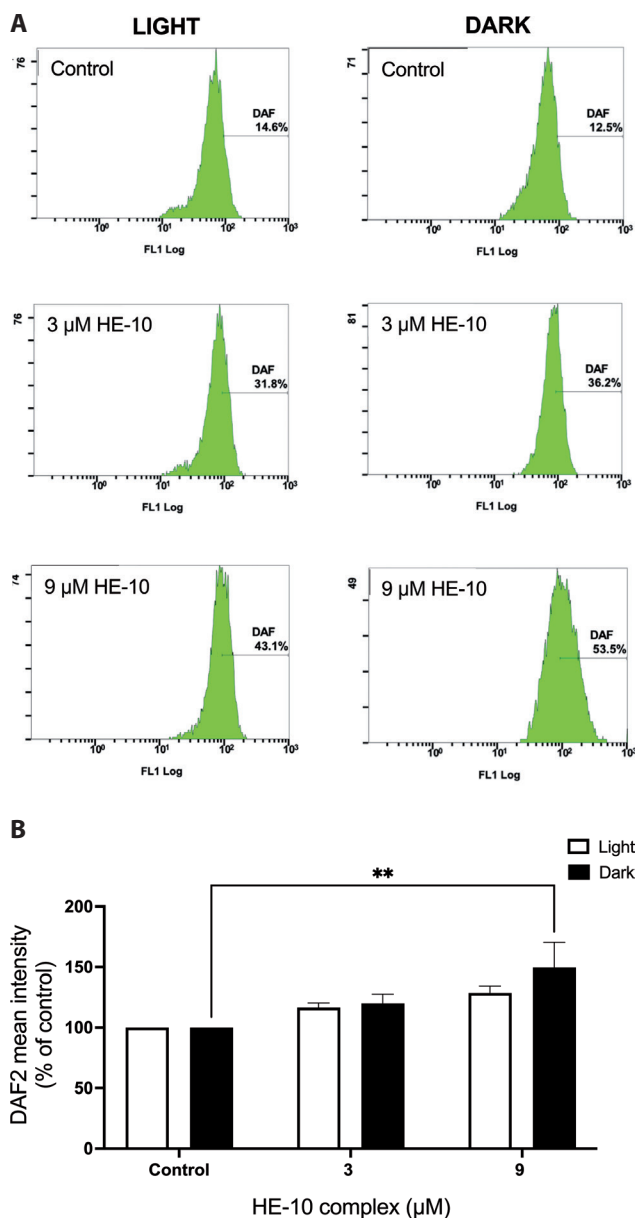 A
LIGHT
DARK
76
Control
DAF
14.6%
10⁰ 10¹ 10² 10³
FL1 Log
71
Control
DAF
12.5%
10⁰ 10¹ 10² 10³
FL1 Log
76
3 µM HE-10
DAF
31.8%
10⁰ 10¹ 10² 10³
FL1 Log
81
3 µM HE-10
DAF
36.2%
10⁰ 10¹ 10² 10³
FL1 Log
74
9 µM HE-10
DAF
43.1%
10⁰ 10¹ 10² 10³
FL1 Log
49
9 µM HE-10
DAF
53.5%
10⁰ 10¹ 10² 10³
FL1 Log
B
Light
Dark
**
DAF2 mean intensity
(% of control)
200
150
100
50
0
Control 3 9
HE-10 complex (µM)